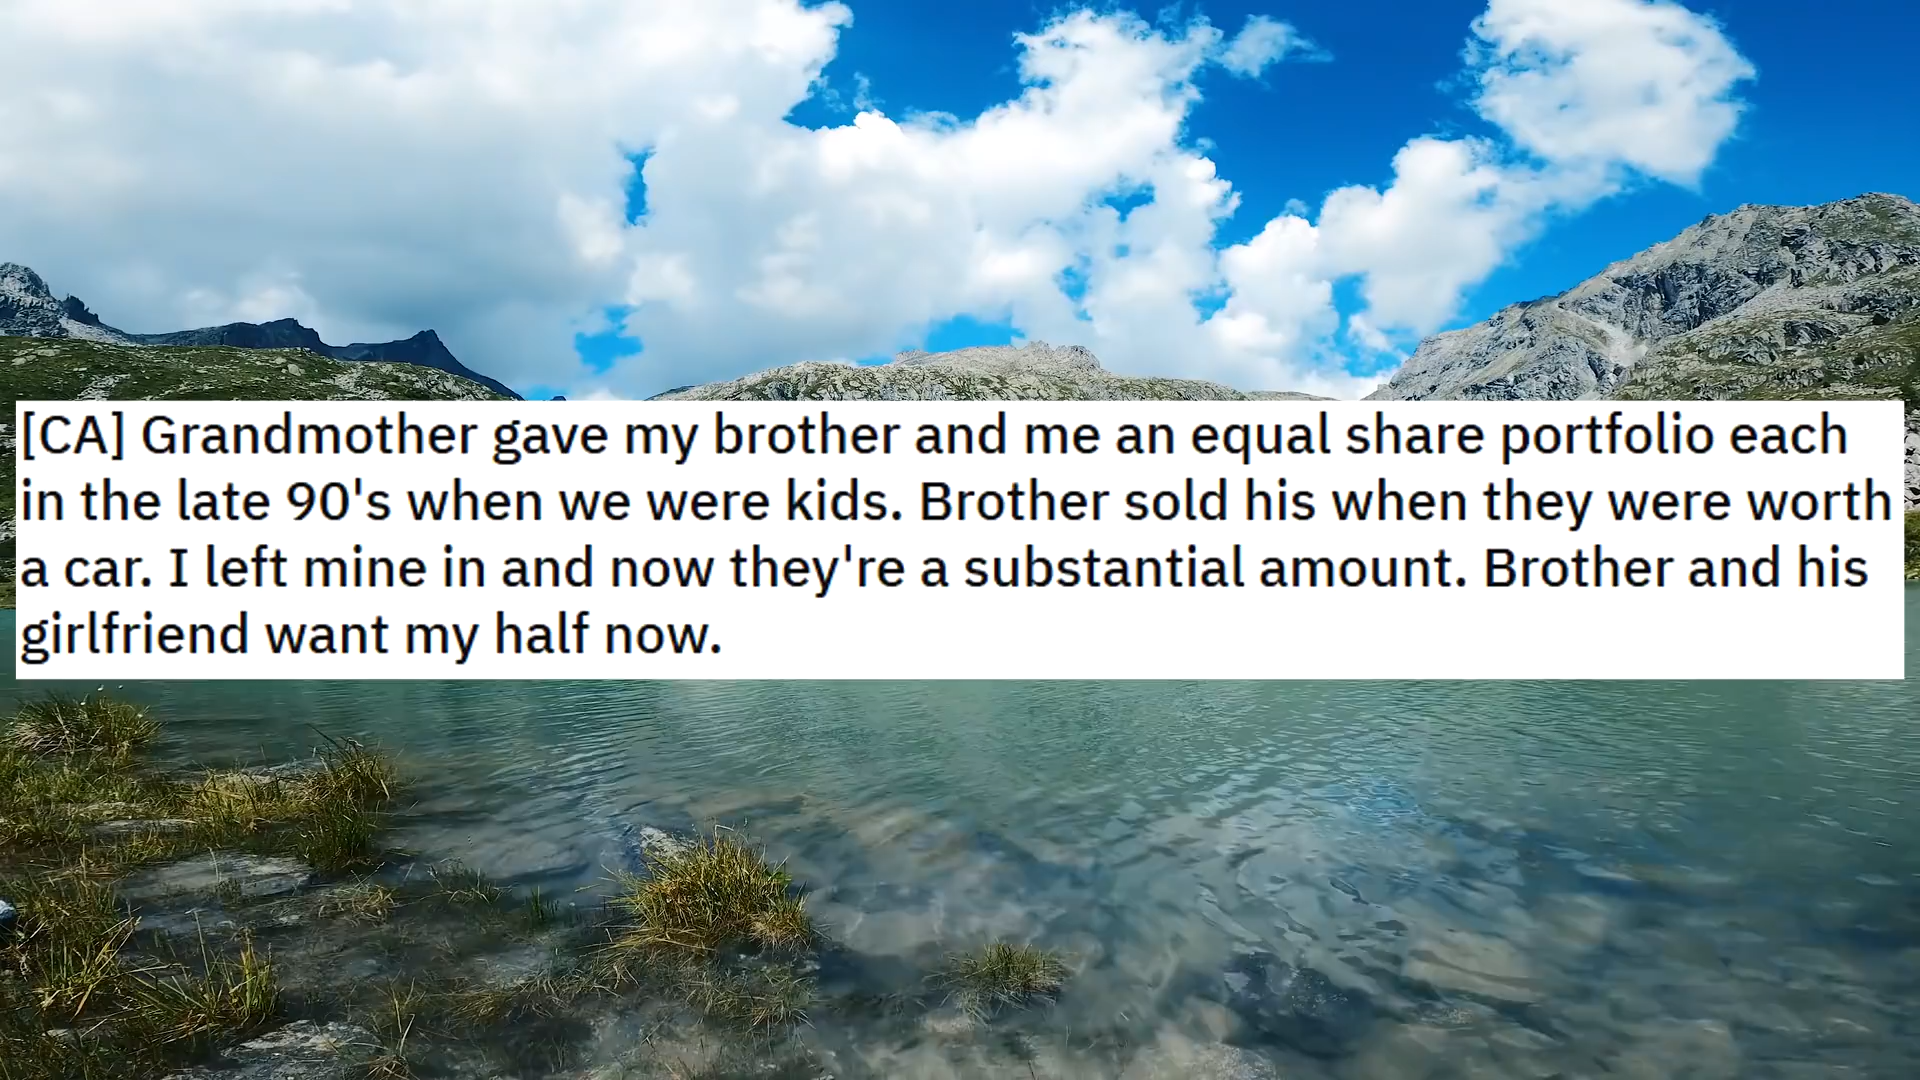 [CA] Grandmother gave my brother and me an equal share portfolio each
in the late 90's when we were kids. Brother sold his when they were worth
a car. I left mine in and now they're a substantial amount. Brother and his
girlfriend want my half now.